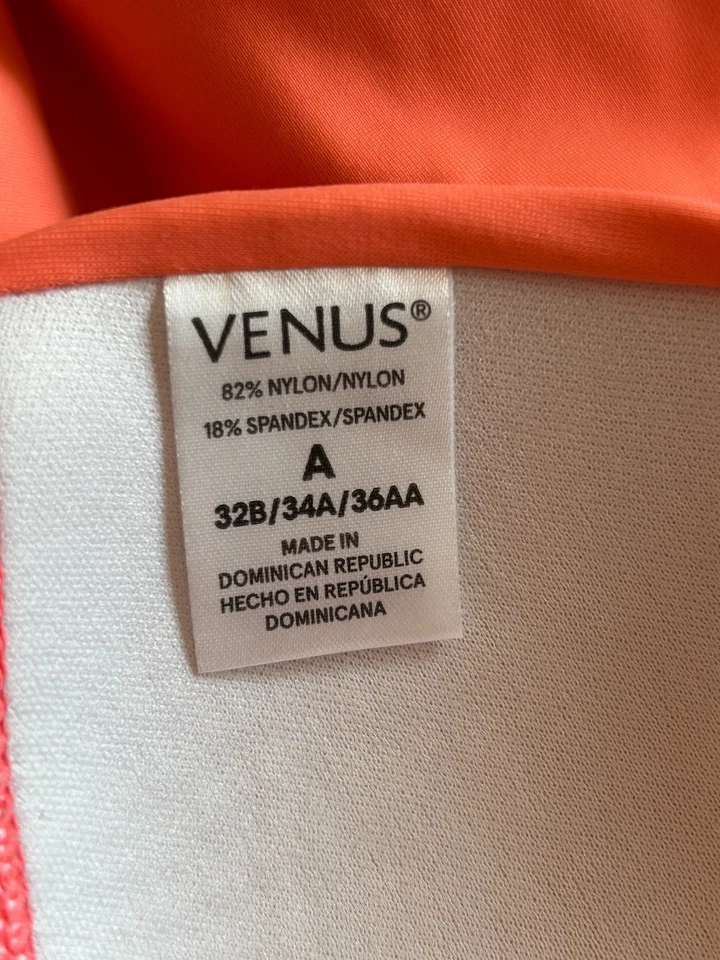 VENUS®
82% NYLON/NYLON
18% SPANDEX/SPANDEX
A
32B/34A/36AA
MADE IN
DOMINICAN REPUBLIC
HECHO EN REPÚBLICA
DOMINICANA